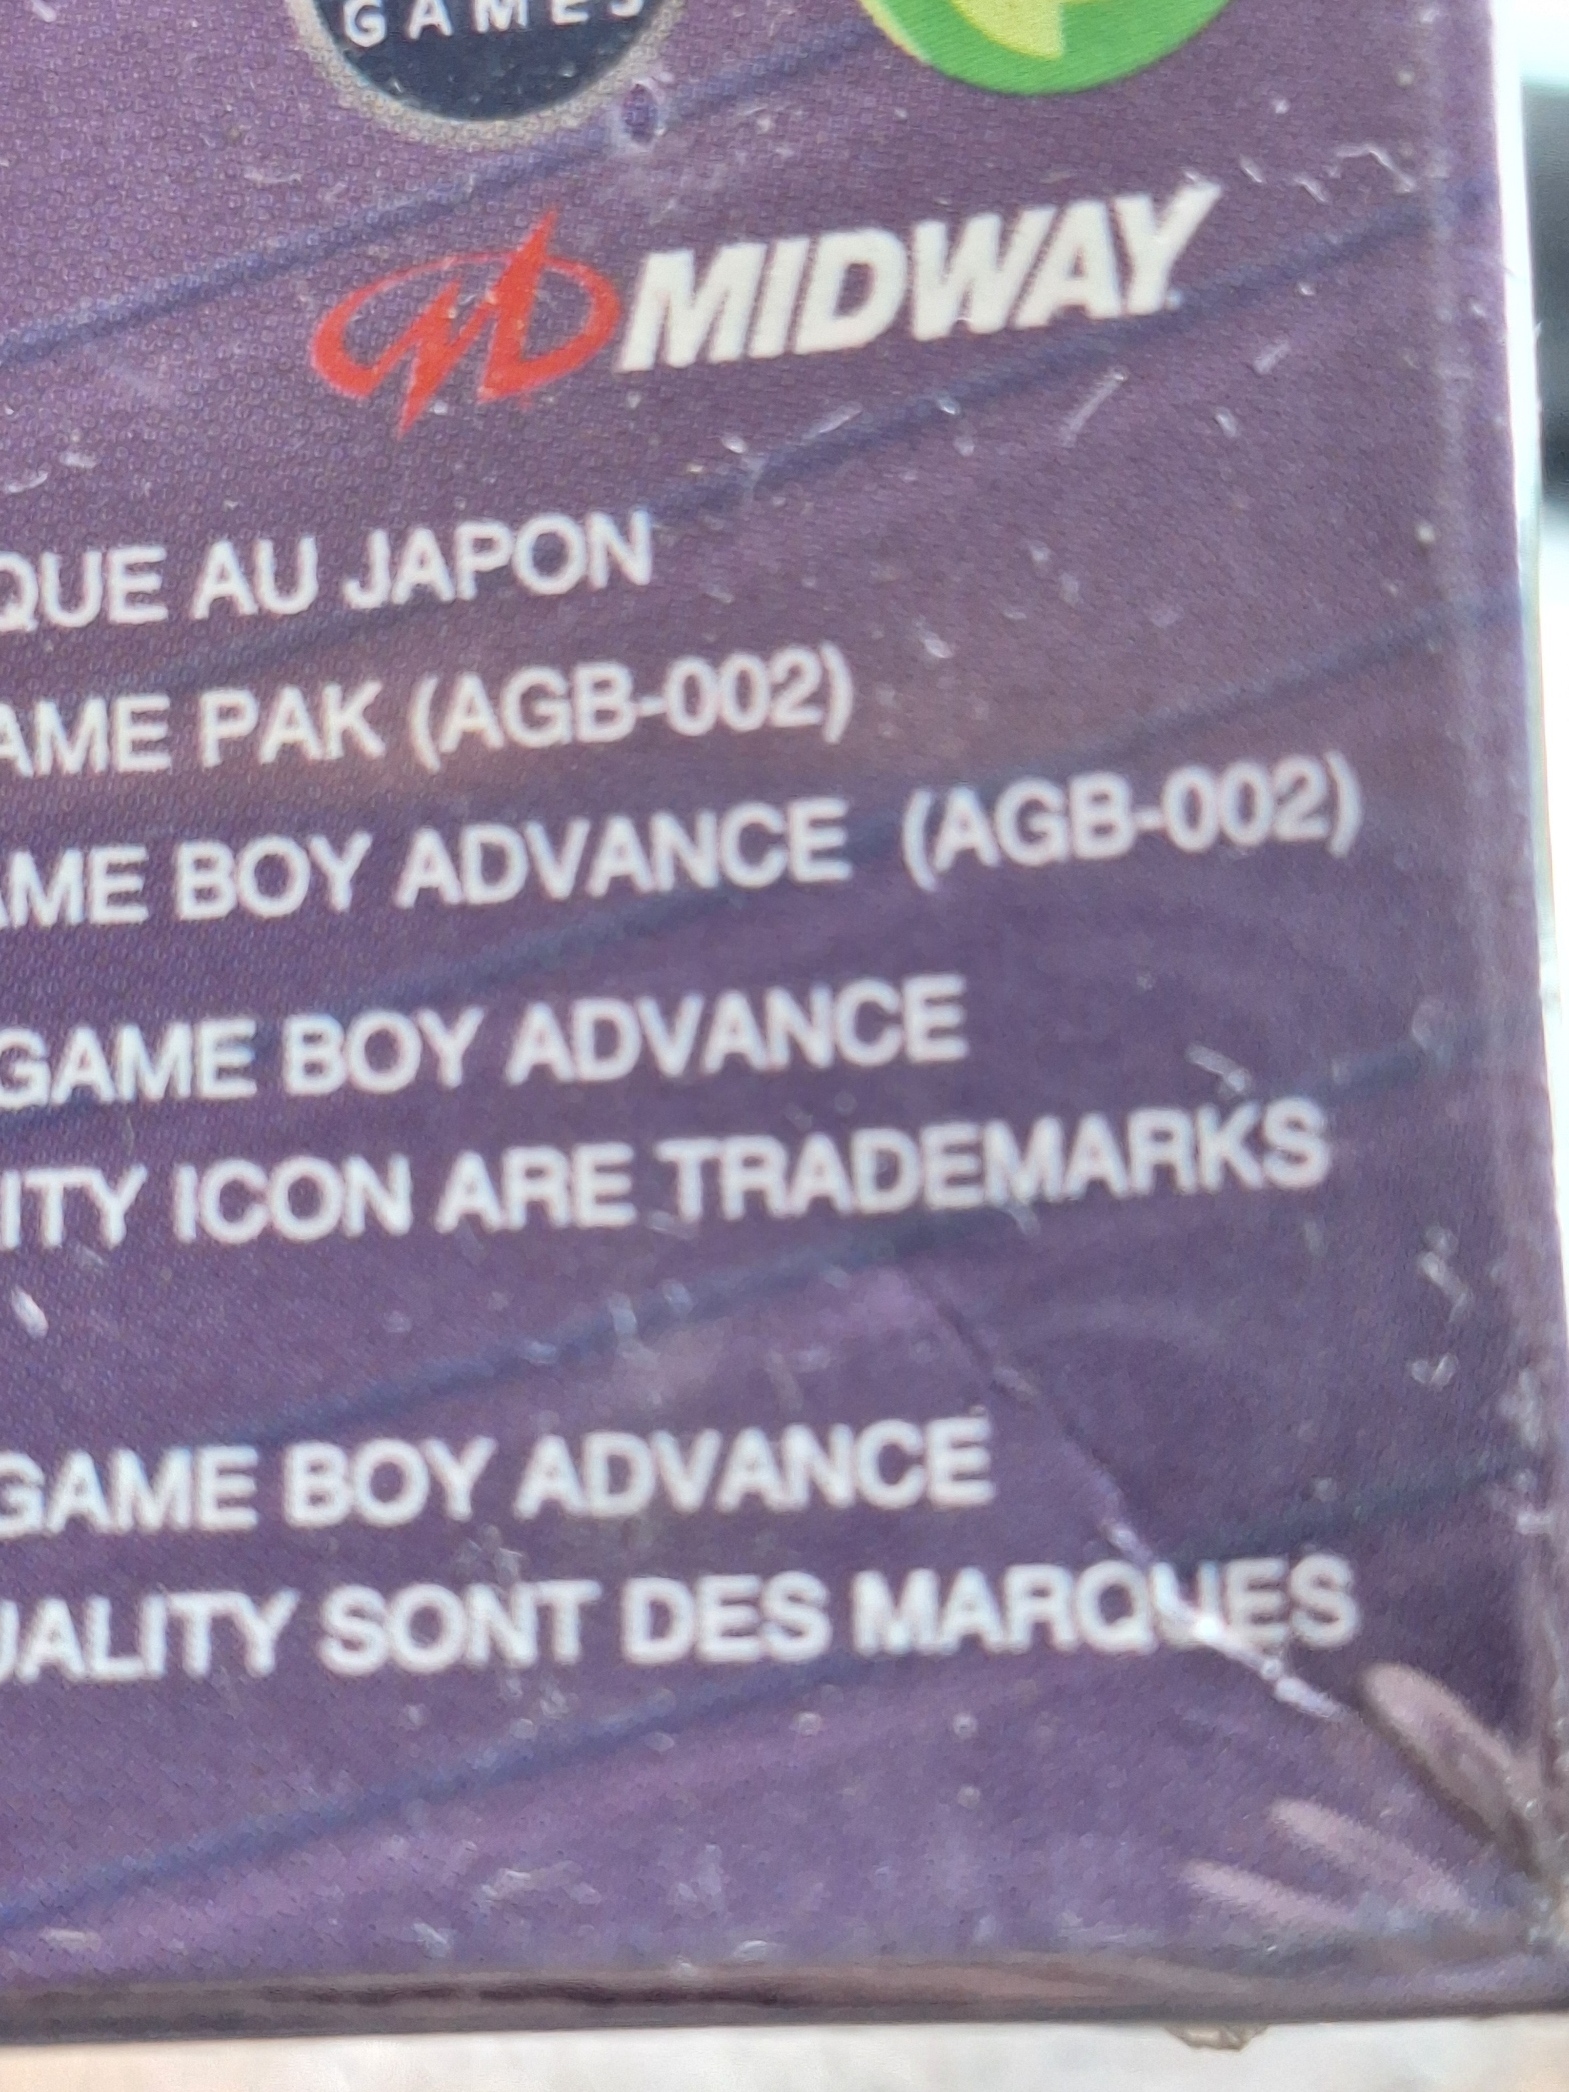 GAMES
MIDWAY
QUE AU JAPON
AME PAK (AGB-002)
AME BOY ADVANCE (AGB-002)
GAME BOY ADVANCE
ITY ICON ARE TRADEMARKS
GAME BOY ADVANCE
UALITY SONT DES MARQUES